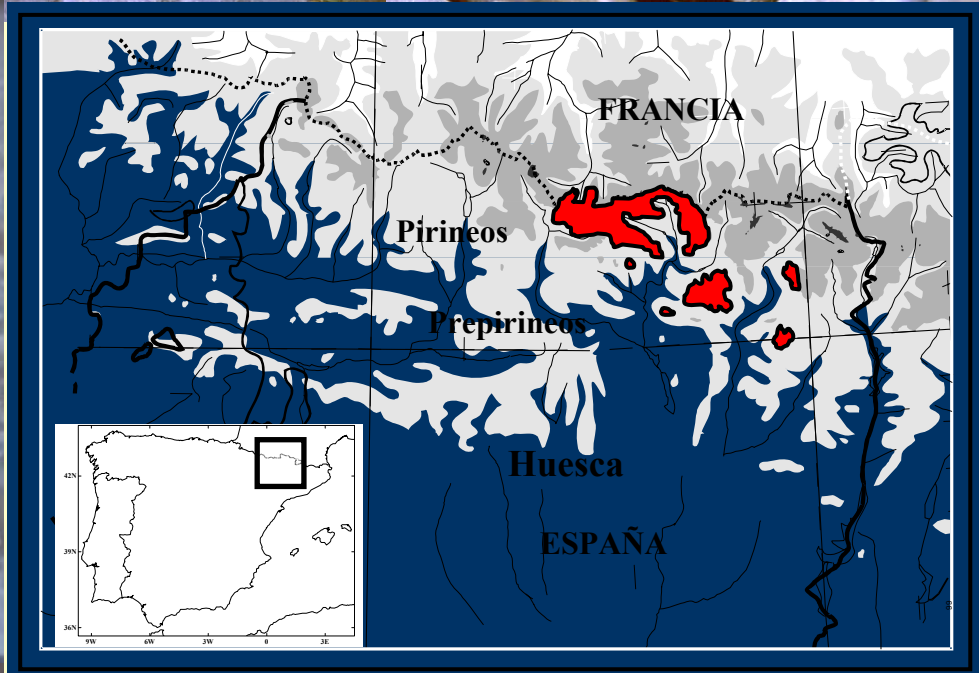 FRANCIA
Pirineos
Prepirineos
Huesca
ESPAÑA
42N
39N
36N
9W 6W 3W 0 3E